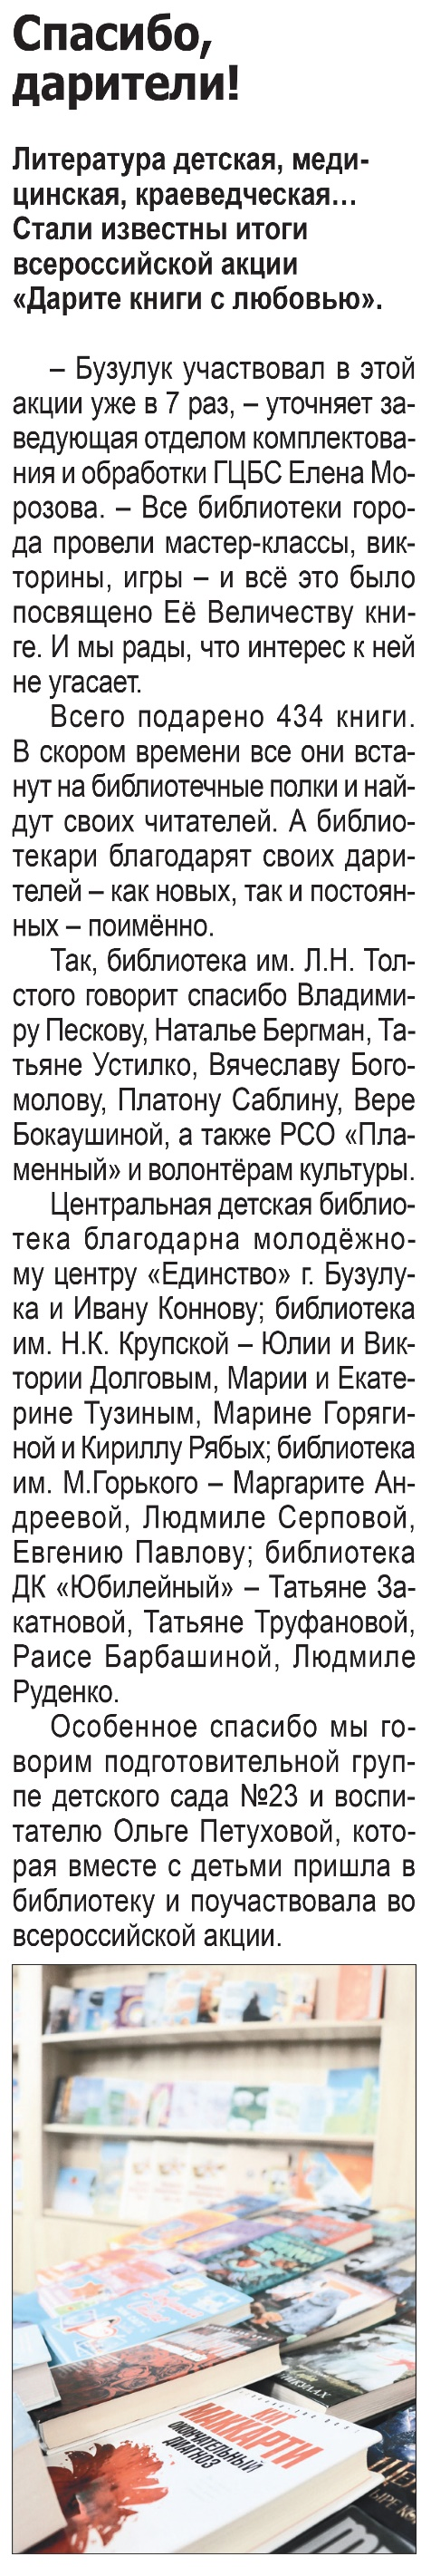 Спасибо,
дарители!
Литература детская, меди-
цинская, краеведческая...
Стали известны итоги
всероссийской акции
«Дарите книги с любовью».
– Бузулук участвовал в этой
акции уже в 7 раз, – уточняет за-
ведующая отделом комплектова-
ния и обработки ГЦБС Елена Мо-
розова. – Все библиотеки горо-
да провели мастер-классы, вик-
торины, игры – и всё это было
посвящено Её Величеству кни-
ге. И мы рады, что интерес к ней
не угасает.
Всего подарено 434 книги.
В скором времени все они вста-
нут на библиотечные полки и най-
дут своих читателей. А библио-
текари благодарят своих дари-
телей – как новых, так и постоян-
ных – поимённо.
Так, библиотека им. Л.Н. Тол-
стого говорит спасибо Владими-
ру Пескову, Наталье Бергман, Та-
тьяне Устилко, Вячеславу Бого-
молову, Платону Саблину, Вере
Бокаушиной, а также РСО «Пла-
менный» и волонтёрам культуры.
Центральная детская библио-
тека благодарна молодёжно-
му центру «Единство» г. Бузулу-
ка и Ивану Коннову; библиотека
им. Н.К. Крупской – Юлии и Вик-
тории Долговым, Марии и Екате-
рине Тузиным, Марине Горяги-
ной и Кириллу Рябых; библиотека
им. М.Горького – Маргарите Ан-
дреевой, Людмиле Серповой,
Евгению Павлову; библиотека
ДК «Юбилейный» – Татьяне За-
катновой, Татьяне Труфановой,
Раисе Барбашиной, Людмиле
Руденко.
Особенное спасибо мы го-
ворим подготовительной груп-
пе детского сада №23 и воспи-
тателю Ольге Петуховой, кото-
рая вместе с детьми пришла в
библиотеку и поучаствовала во
всероссийской акции.
КИТ
МАККАРТИ
ОКОНЧАТЕЛЬНЫЙ
ДИАГНОЗ